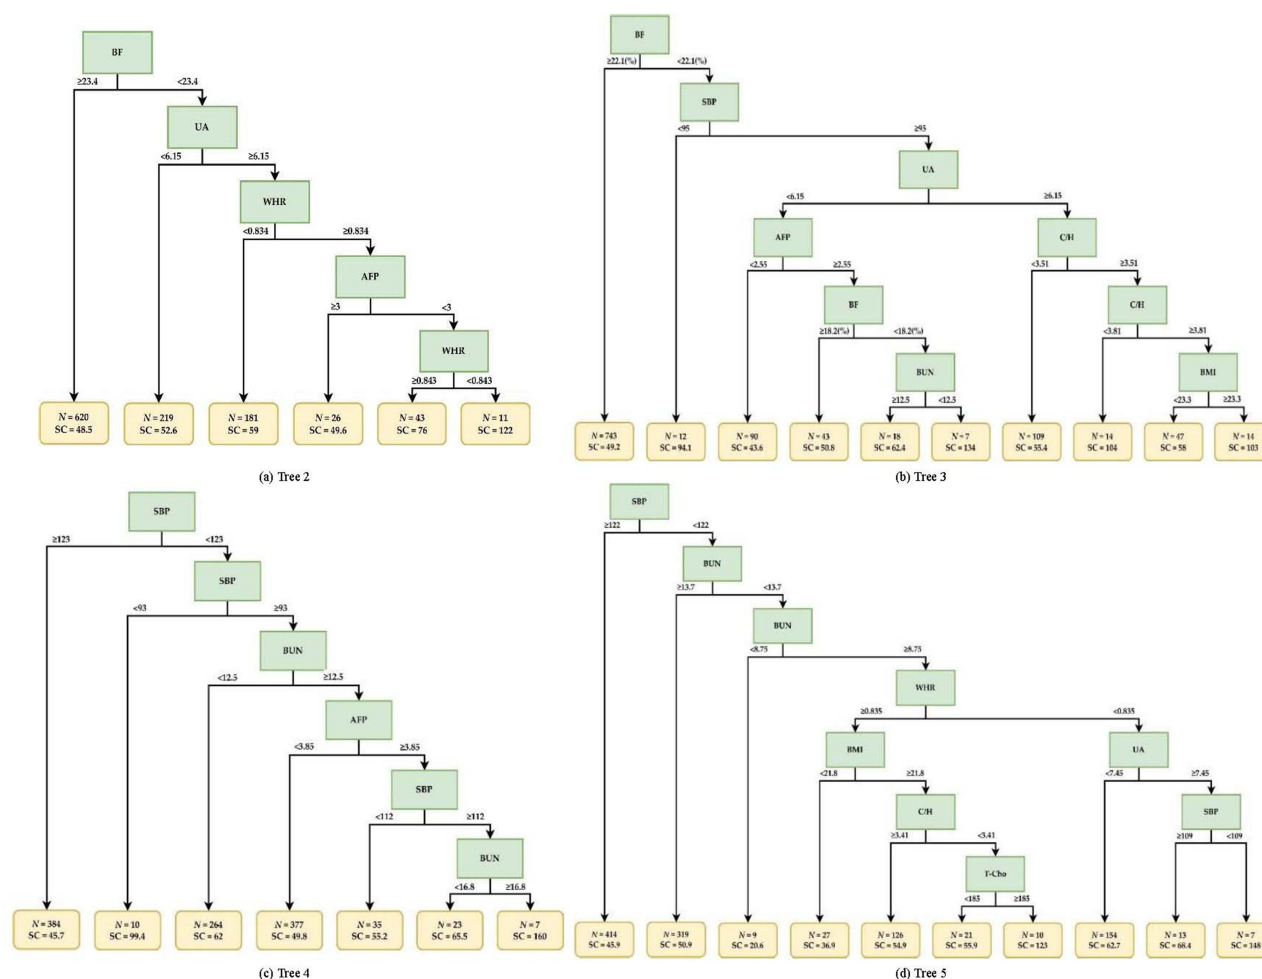 BF
≥23.4 <23.4
UA
<6.15 ≥6.15
WHR
<0.834 ≥0.834
AFP
≥3 <3
WHR
≥0.843 <0.843
N = 620 N = 219 N = 181 N = 26 N = 43 N = 11
SC = 48.5 SC = 52.6 SC = 59 SC = 49.6 SC = 76 SC = 122
(a) Tree 2
BF
≥22.1(%) <22.1(%)
SBP
<95 ≥95
UA
<6.15 ≥6.15
AFP C/H
<2.55 ≥2.55 <3.51 ≥3.51
BF C/H
≥18.2(%) <18.2(%) <3.81 ≥3.81
BUN BMI
≥12.5 <12.5 <23.3 ≥23.3
N = 743 N = 12 N = 90 N = 43 N = 18 N = 7 N = 109 N = 14 N = 47 N = 14
SC = 49.2 SC = 94.1 SC = 43.6 SC = 50.8 SC = 62.4 SC = 134 SC = 55.4 SC = 104 SC = 58 SC = 103
(b) Tree 3
SBP
≥123 <123
SBP
<93 ≥93
BUN
<12.5 ≥12.5
AFP
<3.85 ≥3.85
SBP
<112 ≥112
BUN
<16.8 ≥16.8
N = 384 N = 10 N = 264 N = 377 N = 35 N = 23 N = 7
SC = 45.7 SC = 99.4 SC = 62 SC = 49.8 SC = 55.2 SC = 65.5 SC = 160
(c) Tree 4
SBP
≥122 <122
BUN
≥13.7 <13.7
BUN
<8.75 ≥8.75
WHR
≥0.835 <0.835
BMI UA
<21.8 ≥21.8 <7.45 ≥7.45
C/H SBP
≥3.41 <3.41 ≥109 <109
T-Cho
<185 ≥185
N = 414 N = 319 N = 9 N = 27 N = 126 N = 21 N = 10 N = 154 N = 13 N = 7
SC = 45.9 SC = 50.9 SC = 20.6 SC = 36.9 SC = 54.9 SC = 55.9 SC = 123 SC = 62.7 SC = 68.4 SC = 148
(d) Tree 5